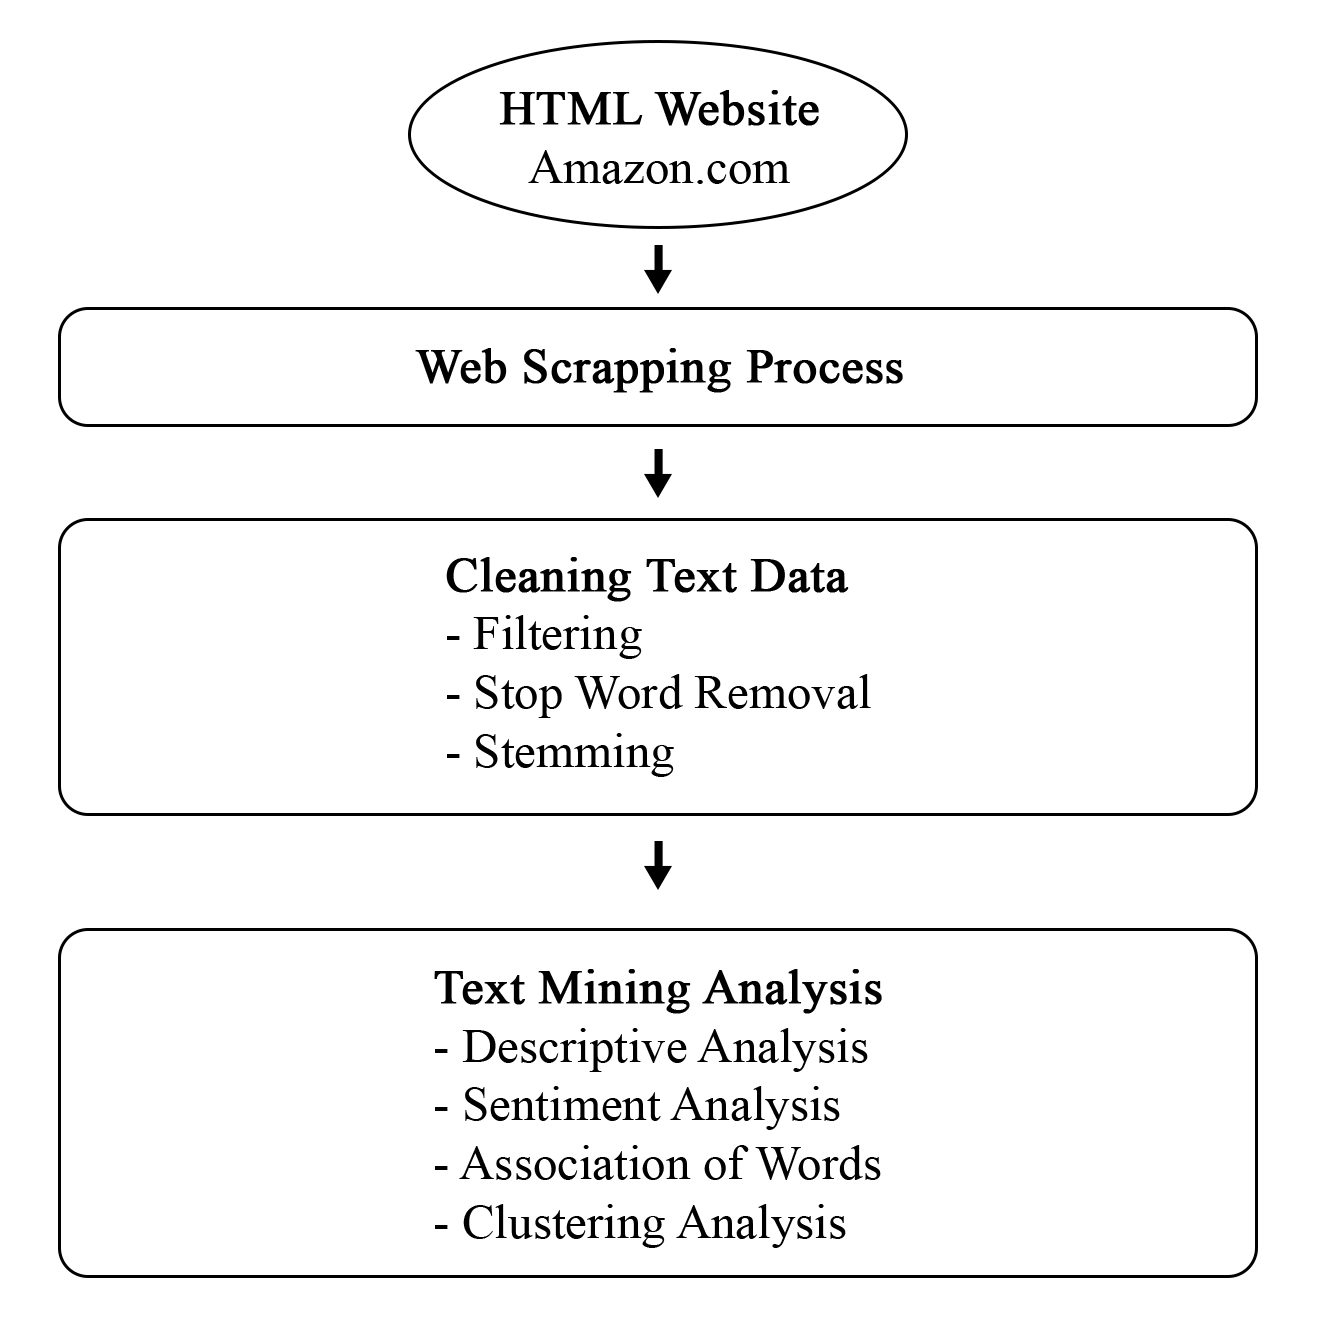 HTML Website
Amazon.com
Web Scrapping Process
Cleaning Text Data
- Filtering
- Stop Word Removal
- Stemming
Text Mining Analysis
- Descriptive Analysis
- Sentiment Analysis
- Association of Words
- Clustering Analysis